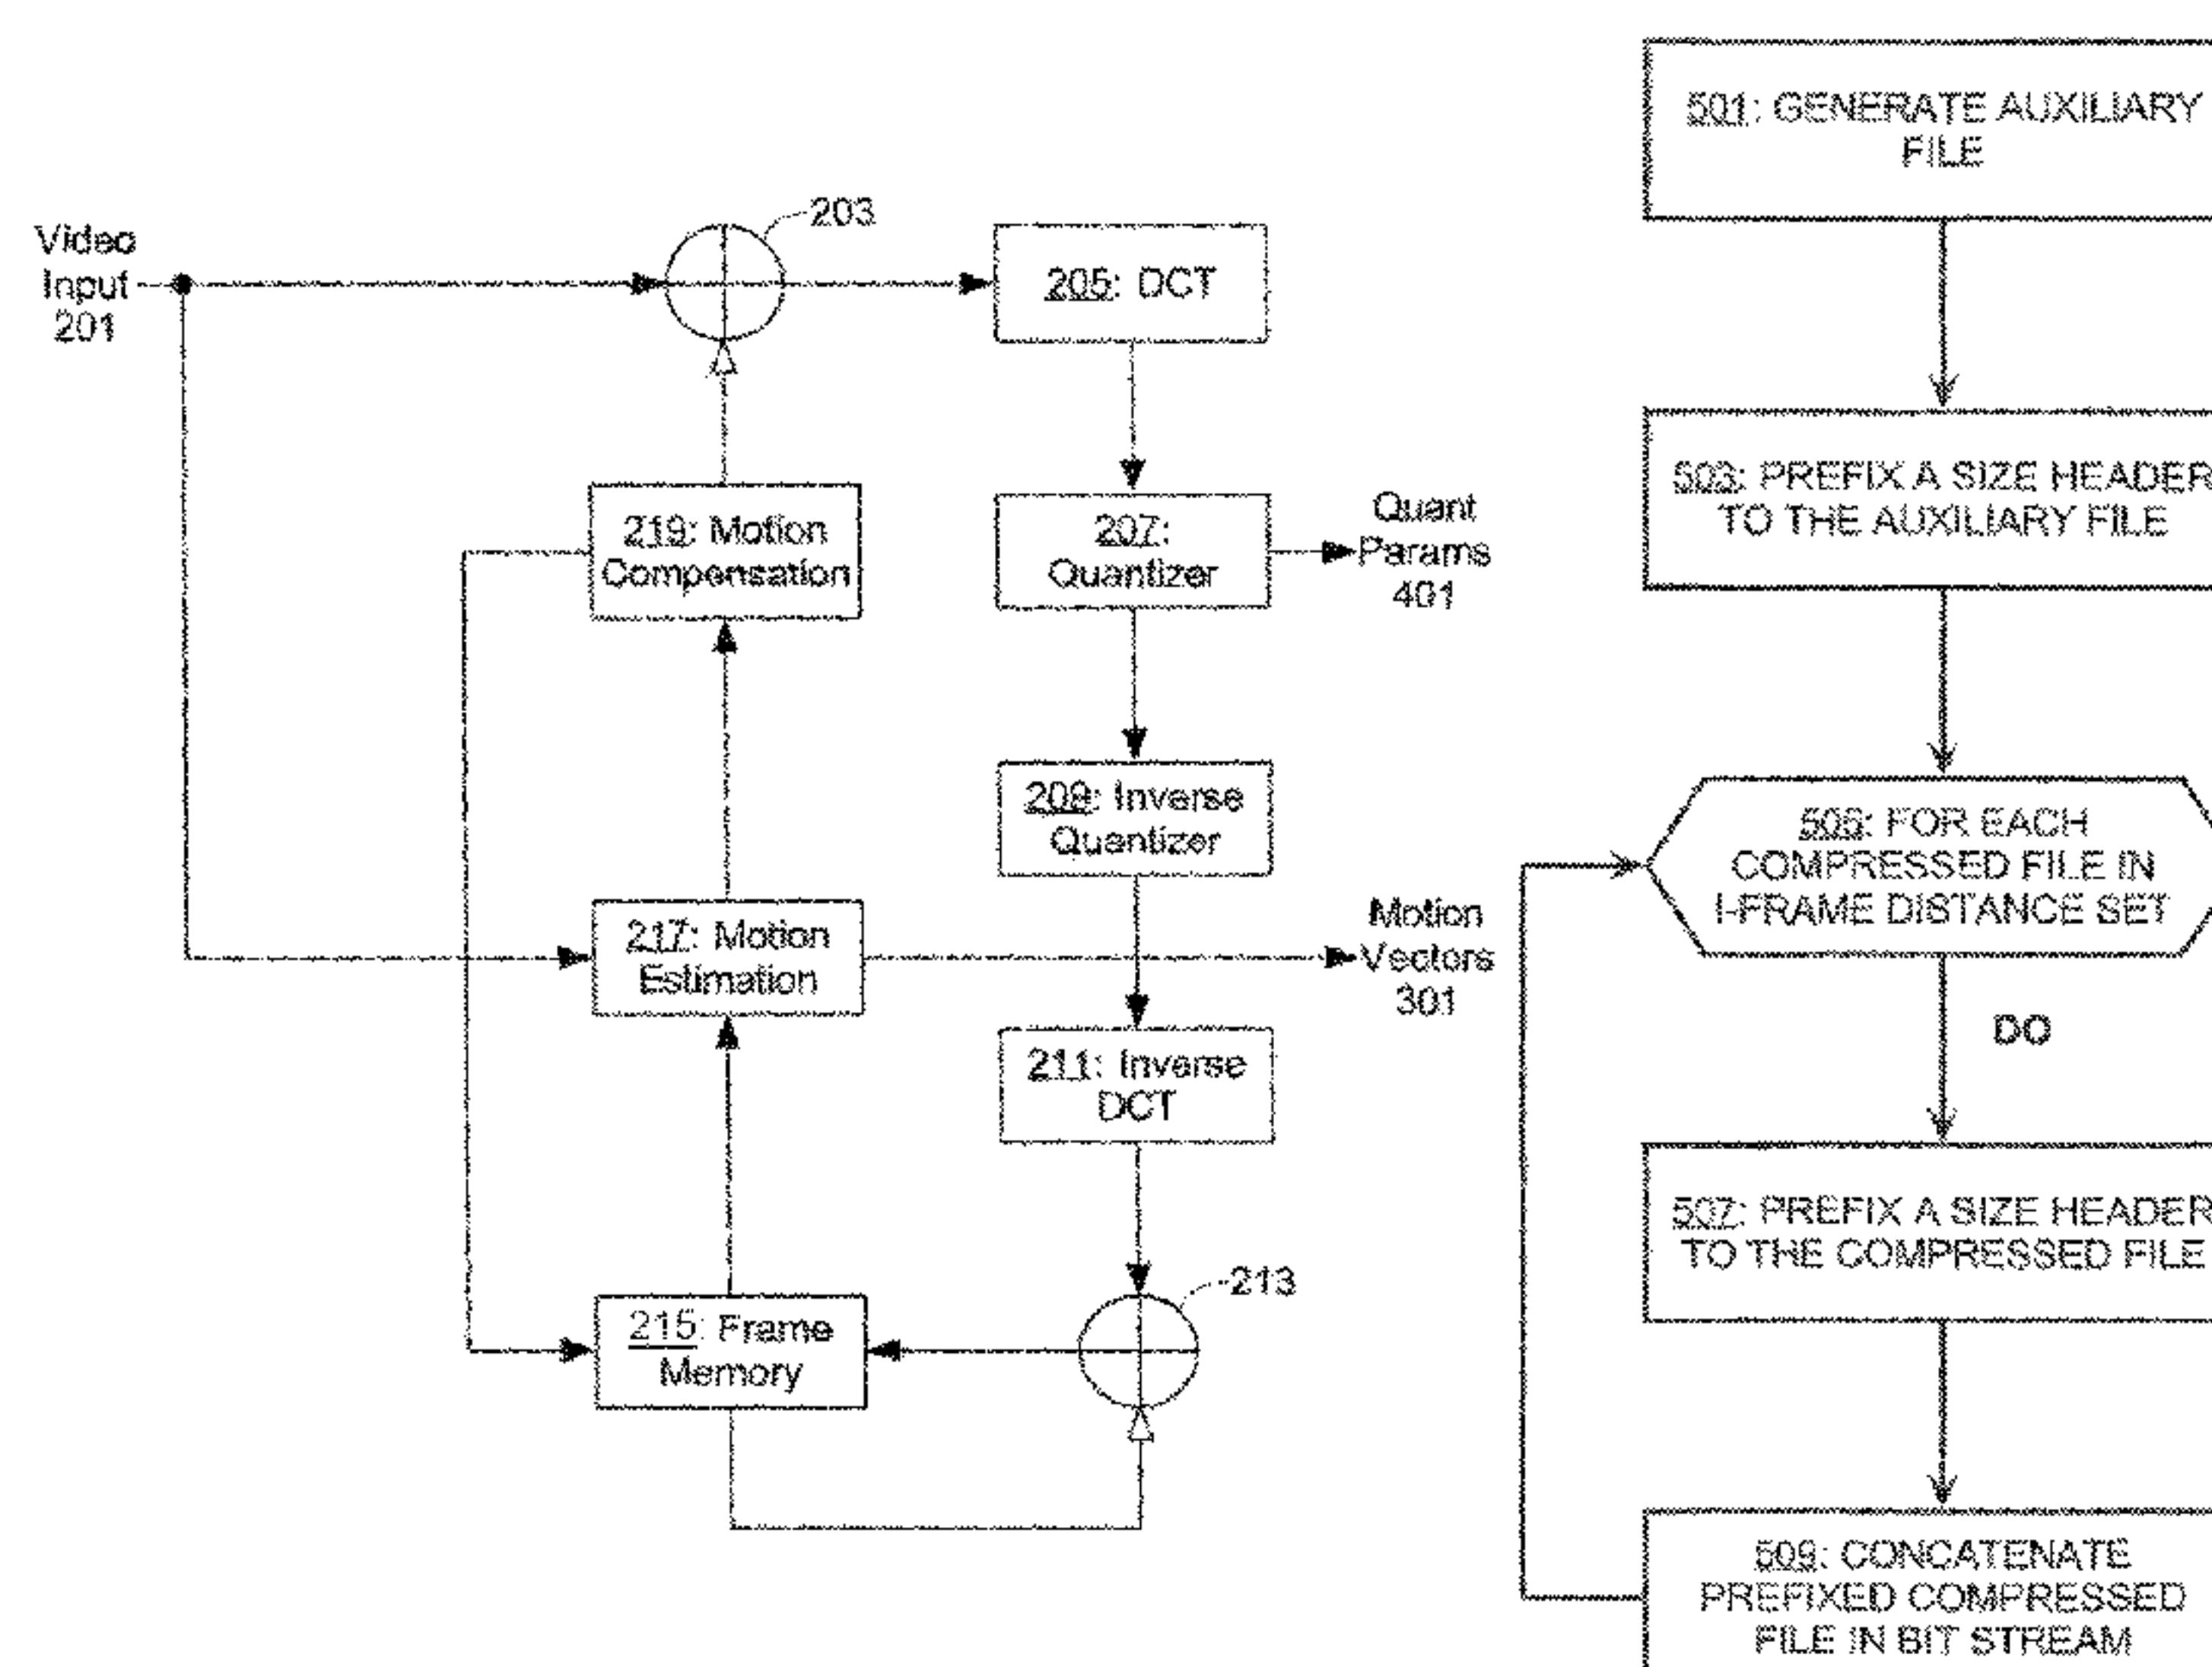 Video
Input
201
203
205: DCT
219: Motion
Compensation
207:
Quantizer
Quant
Params
401
209: Inverse
Quantizer
217: Motion
Estimation
Motion
Vectors
301
211: Inverse
DCT
215: Frame
Memory
213
501: GENERATE AUXILIARY
FILE
503: PREFIX A SIZE HEADER
TO THE AUXILIARY FILE
505: FOR EACH
COMPRESSED FILE IN
I-FRAME DISTANCE SET
DO
507: PREFIX A SIZE HEADER
TO THE COMPRESSED FILE
509: CONCATENATE
PREFIXED COMPRESSED
FILE IN BIT STREAM